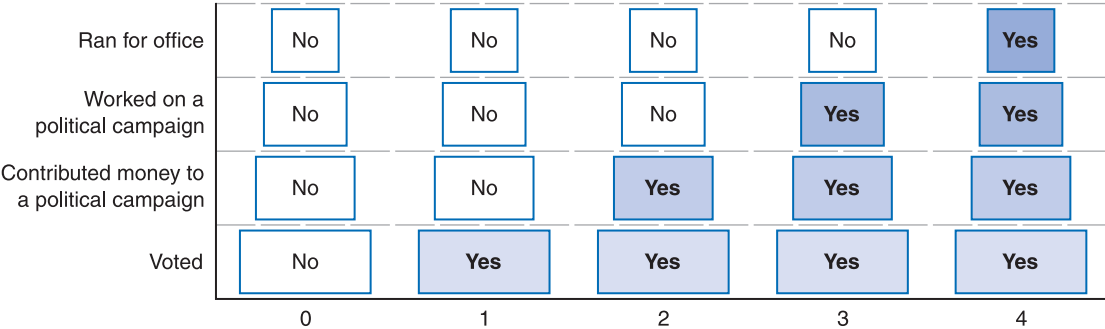 Ran for office
No
No
No
No
Yes
Worked on a
political campaign
No
No
No
Yes
Yes
Contributed money to
a political campaign
No
No
Yes
Yes
Yes
Voted
No
Yes
Yes
Yes
Yes
0
1
2
3
4